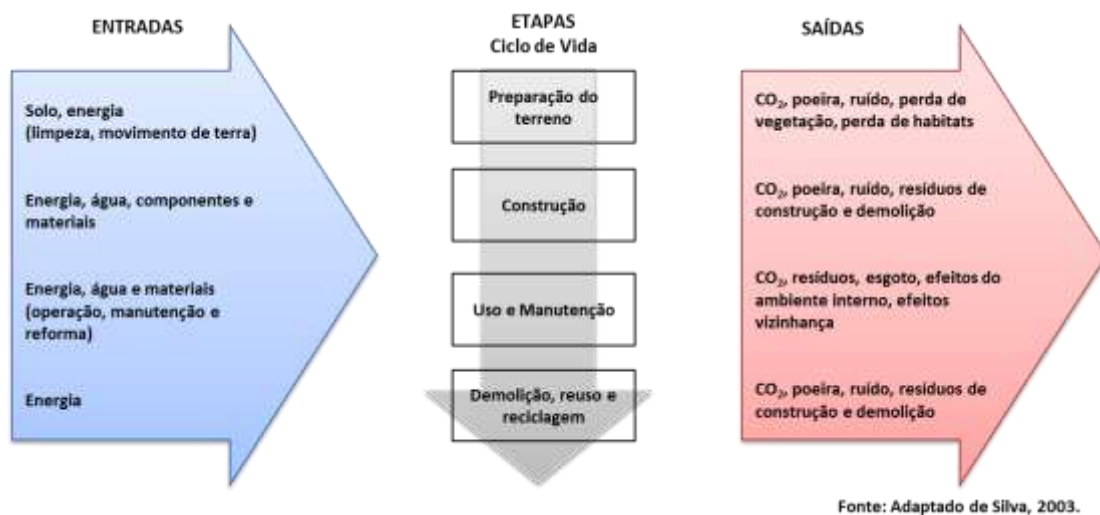 ENTRADAS
ETAPAS
Ciclo de Vida
SAÍDAS
Solo, energia
(limpeza, movimento de terra)
Preparação do
terreno
CO₂, poeira, ruído, perda de
vegetação, perda de habitats
Energia, água, componentes e
materiais
Construção
CO₂, poeira, ruído, resíduos de
construção e demolição
Energia, água e materiais
(operação, manutenção e
reforma)
Uso e Manutenção
CO₂, resíduos, esgoto, efeitos do
ambiente interno, efeitos
vizinhança
Energia
Demolição, reuso e
reciclagem
CO₂, poeira, ruído, resíduos de
construção e demolição
Fonte: Adaptado de Silva, 2003.